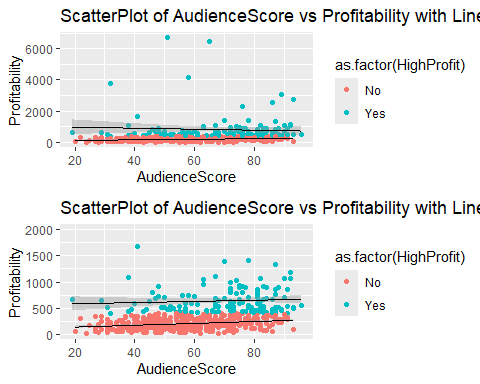 ScatterPlot of AudienceScore vs Profitability with Line
6000
4000
2000
0
Profitability
20
40
60
80
AudienceScore
as.factor(HighProfit)
No
Yes
ScatterPlot of AudienceScore vs Profitability with Line
2000
1500
1000
500
0
Profitability
20
40
60
80
AudienceScore
as.factor(HighProfit)
No
Yes